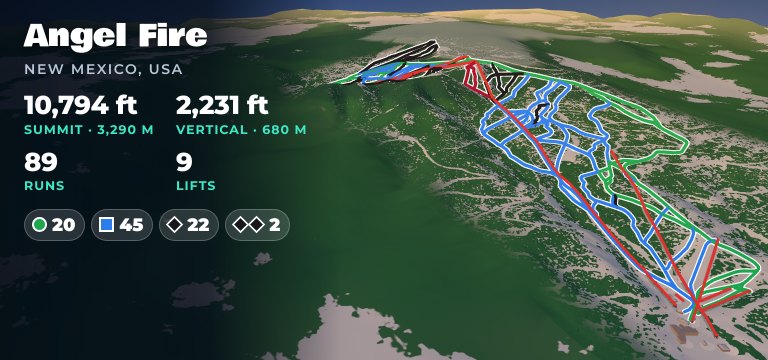 Angel Fire
NEW MEXICO, USA
10,794 ft 2,231 ft
SUMMIT · 3,290 M VERTICAL · 680 M
89 9
RUNS LIFTS
20 45 22 2